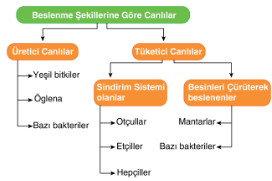 Beslenme Şekillerine Göre Canlılar
Üretici Canlılar
Tüketici Canlılar
Yeşil bitkiler
Öglena
Bazı bakteriler
Sindirim Sistemi
olanlar
Besinleri Çürüterek
beslenenler
Otçullar
Etçiller
Hepçiller
Mantarlar
Bazı bakteriler